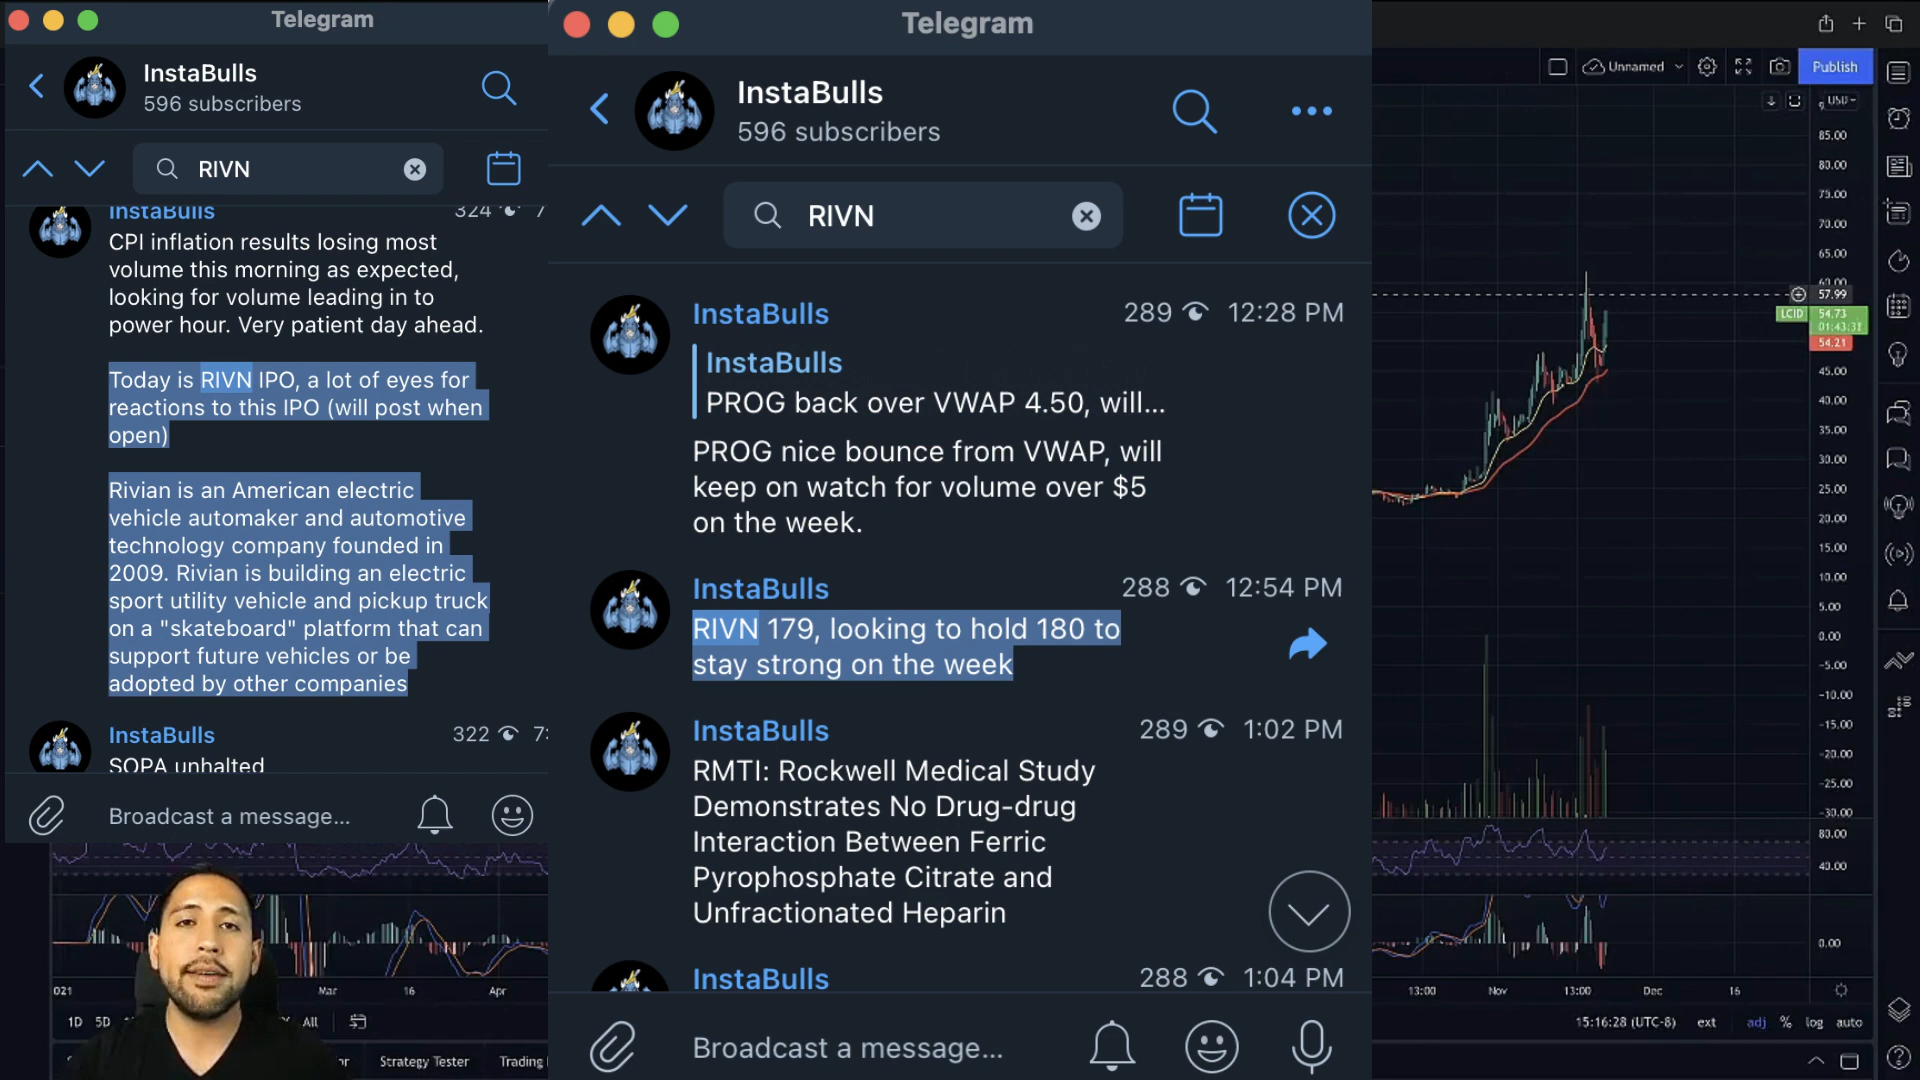 Telegram
InstaBulls
596 subscribers
RIVN
InstaBulls
324
CPI inflation results losing most
volume this morning as expected,
looking for volume leading in to
power hour. Very patient day ahead.
Today is RIVN IPO, a lot of eyes for
reactions to this IPO (will post when
open)
Rivian is an American electric
vehicle automaker and automotive
technology company founded in
2009. Rivian is building an electric
sport utility vehicle and pickup truck
on a "skateboard" platform that can
support future vehicles or be
adopted by other companies
InstaBulls
322 7:
SOPA unhalted
Broadcast a message...
021 Mar 16 Apr
1D 5D All
Strategy Tester Trading
Telegram
InstaBulls
596 subscribers
RIVN
InstaBulls
289 12:28 PM
InstaBulls
PROG back over VWAP 4.50, will...
PROG nice bounce from VWAP, will
keep on watch for volume over $5
on the week.
InstaBulls
288 12:54 PM
RIVN 179, looking to hold 180 to
stay strong on the week
InstaBulls
289 1:02 PM
RMTI: Rockwell Medical Study
Demonstrates No Drug-drug
Interaction Between Ferric
Pyrophosphate Citrate and
Unfractionated Heparin
InstaBulls
288 1:04 PM
Broadcast a message...
Unnamed
Publish
USD
85.00
80.00
75.00
70.00
65.00
60.00
57.99
LCID 54.73
01:43:31
54.21
45.00
40.00
35.00
30.00
25.00
20.00
15.00
10.00
5.00
0.00
-5.00
-10.00
-15.00
-20.00
-25.00
-30.00
80.00
40.00
0.00
13:00 Nov 13:00 Dec 16
15:16:28 (UTC-8) ext adj % log auto